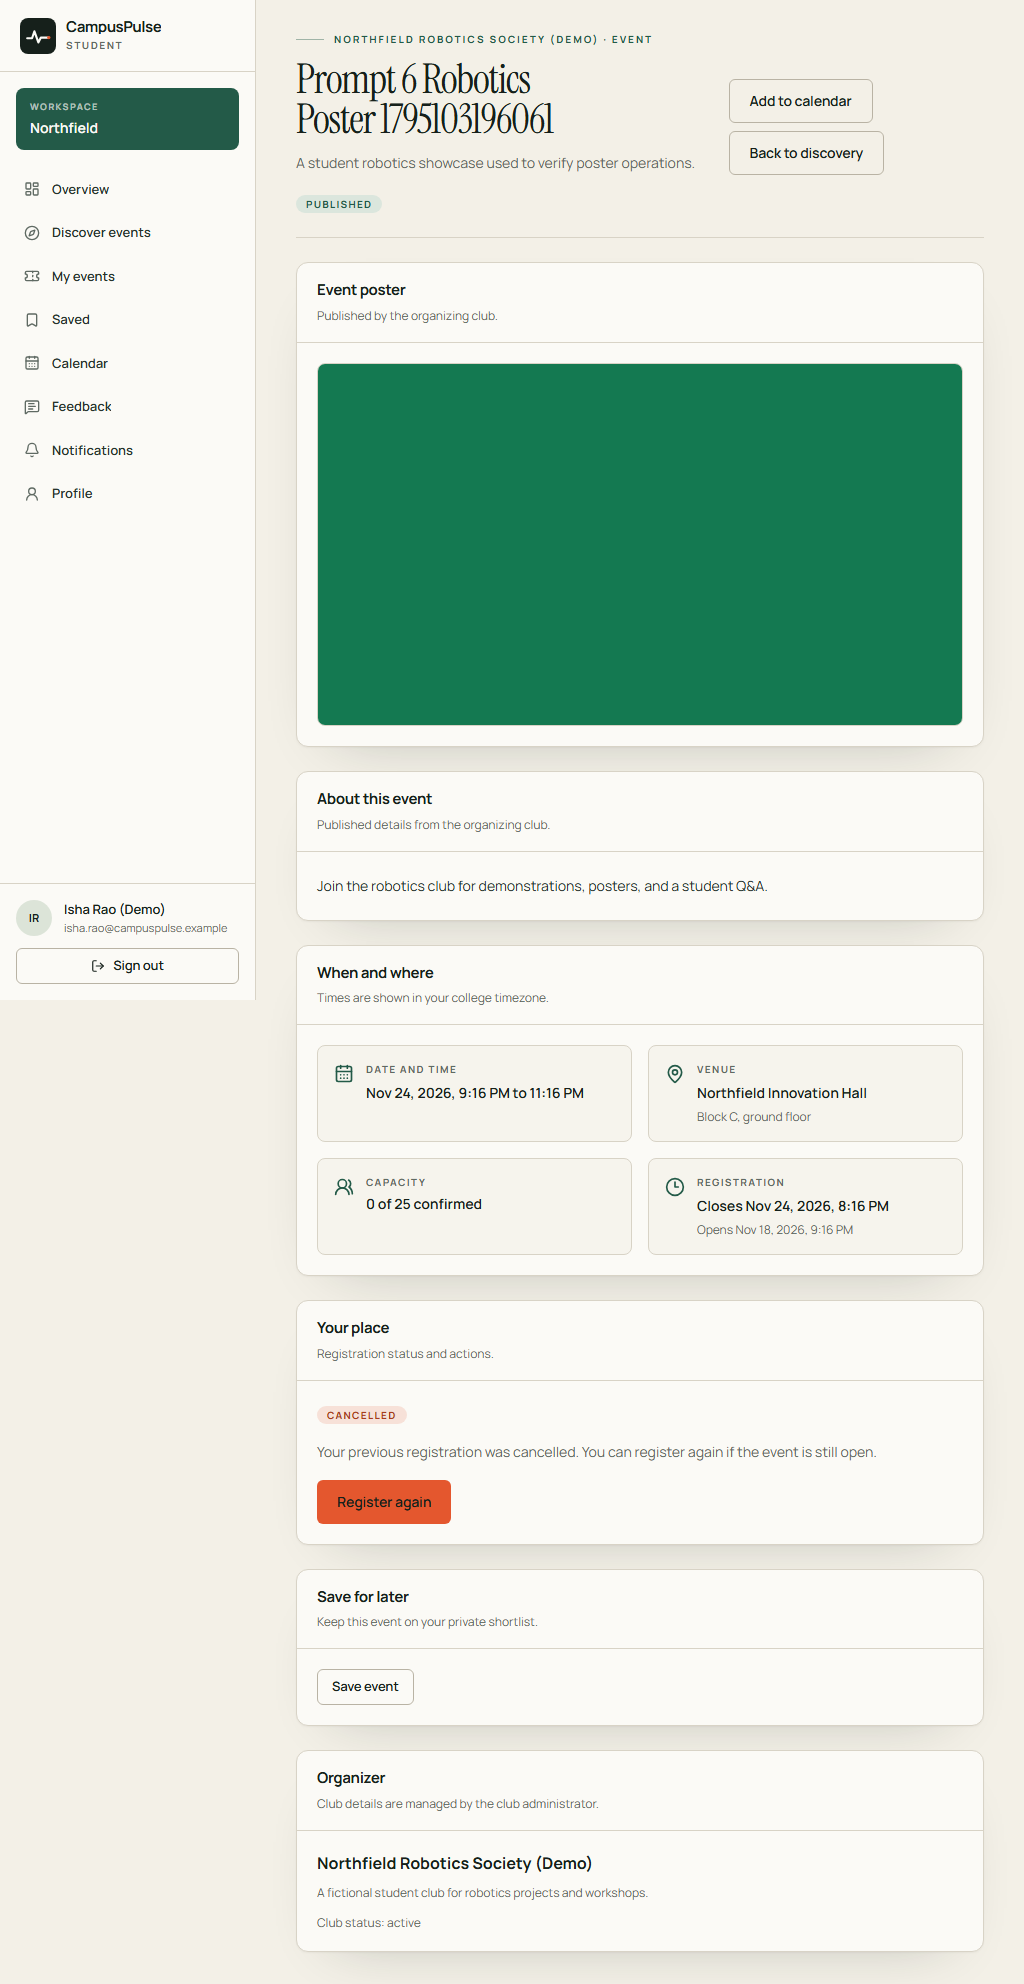 CampusPulse
STUDENT
WORKSPACE
Northfield
Overview
Discover events
My events
Saved
Calendar
Feedback
Notifications
Profile
IR
Isha Rao (Demo)
isha.rao@campuspulse.example
Sign out
NORTHFIELD ROBOTICS SOCIETY (DEMO) · EVENT
Prompt 6 Robotics
Poster 1795103196061
A student robotics showcase used to verify poster operations.
PUBLISHED
Add to calendar
Back to discovery
Event poster
Published by the organizing club.
About this event
Published details from the organizing club.
Join the robotics club for demonstrations, posters, and a student Q&A.
When and where
Times are shown in your college timezone.
DATE AND TIME
Nov 24, 2026, 9:16 PM to 11:16 PM
VENUE
Northfield Innovation Hall
Block C, ground floor
CAPACITY
0 of 25 confirmed
REGISTRATION
Closes Nov 24, 2026, 8:16 PM
Opens Nov 18, 2026, 9:16 PM
Your place
Registration status and actions.
CANCELLED
Your previous registration was cancelled. You can register again if the event is still open.
Register again
Save for later
Keep this event on your private shortlist.
Save event
Organizer
Club details are managed by the club administrator.
Northfield Robotics Society (Demo)
A fictional student club for robotics projects and workshops.
Club status: active